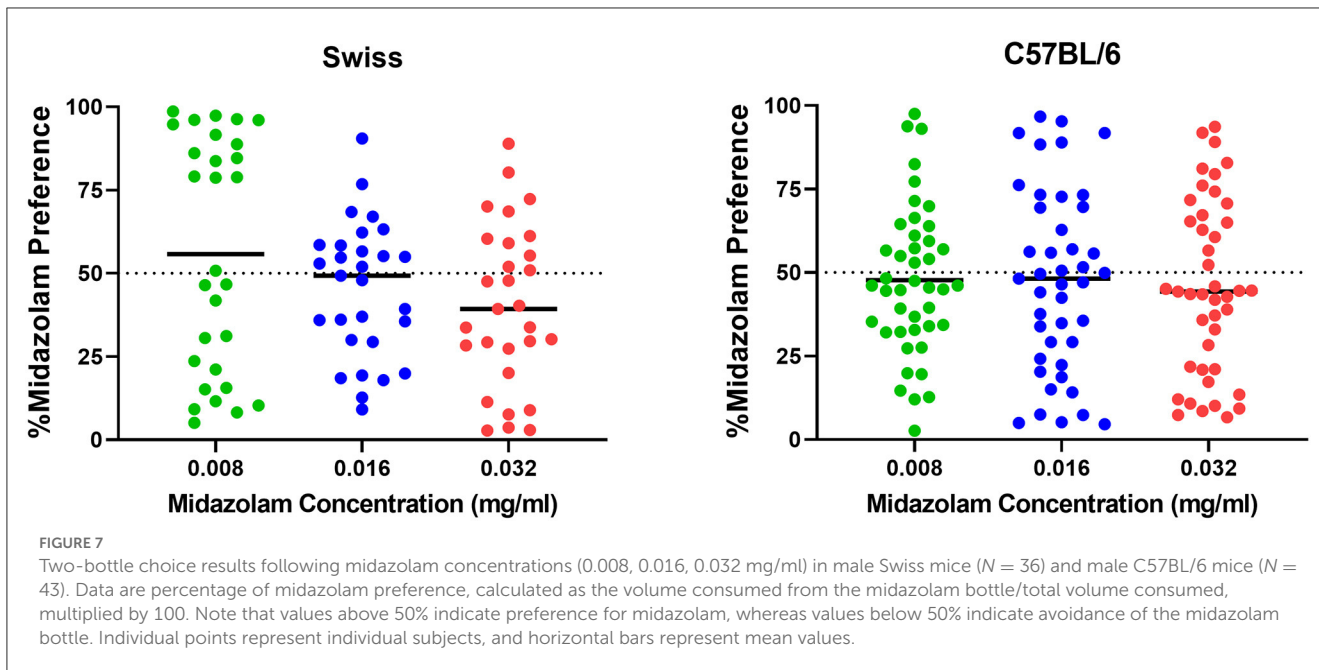 Swiss
100
75
50
25
0
%Midazolam Preference
0.008 0.016 0.032
Midazolam Concentration (mg/ml)
C57BL/6
100
75
50
25
0
%Midazolam Preference
0.008 0.016 0.032
Midazolam Concentration (mg/ml)
FIGURE 7
Two-bottle choice results following midazolam concentrations (0.008, 0.016, 0.032 mg/ml) in male Swiss mice (N = 36) and male C57BL/6 mice (N =
43). Data are percentage of midazolam preference, calculated as the volume consumed from the midazolam bottle/total volume consumed,
multiplied by 100. Note that values above 50% indicate preference for midazolam, whereas values below 50% indicate avoidance of the midazolam
bottle. Individual points represent individual subjects, and horizontal bars represent mean values.